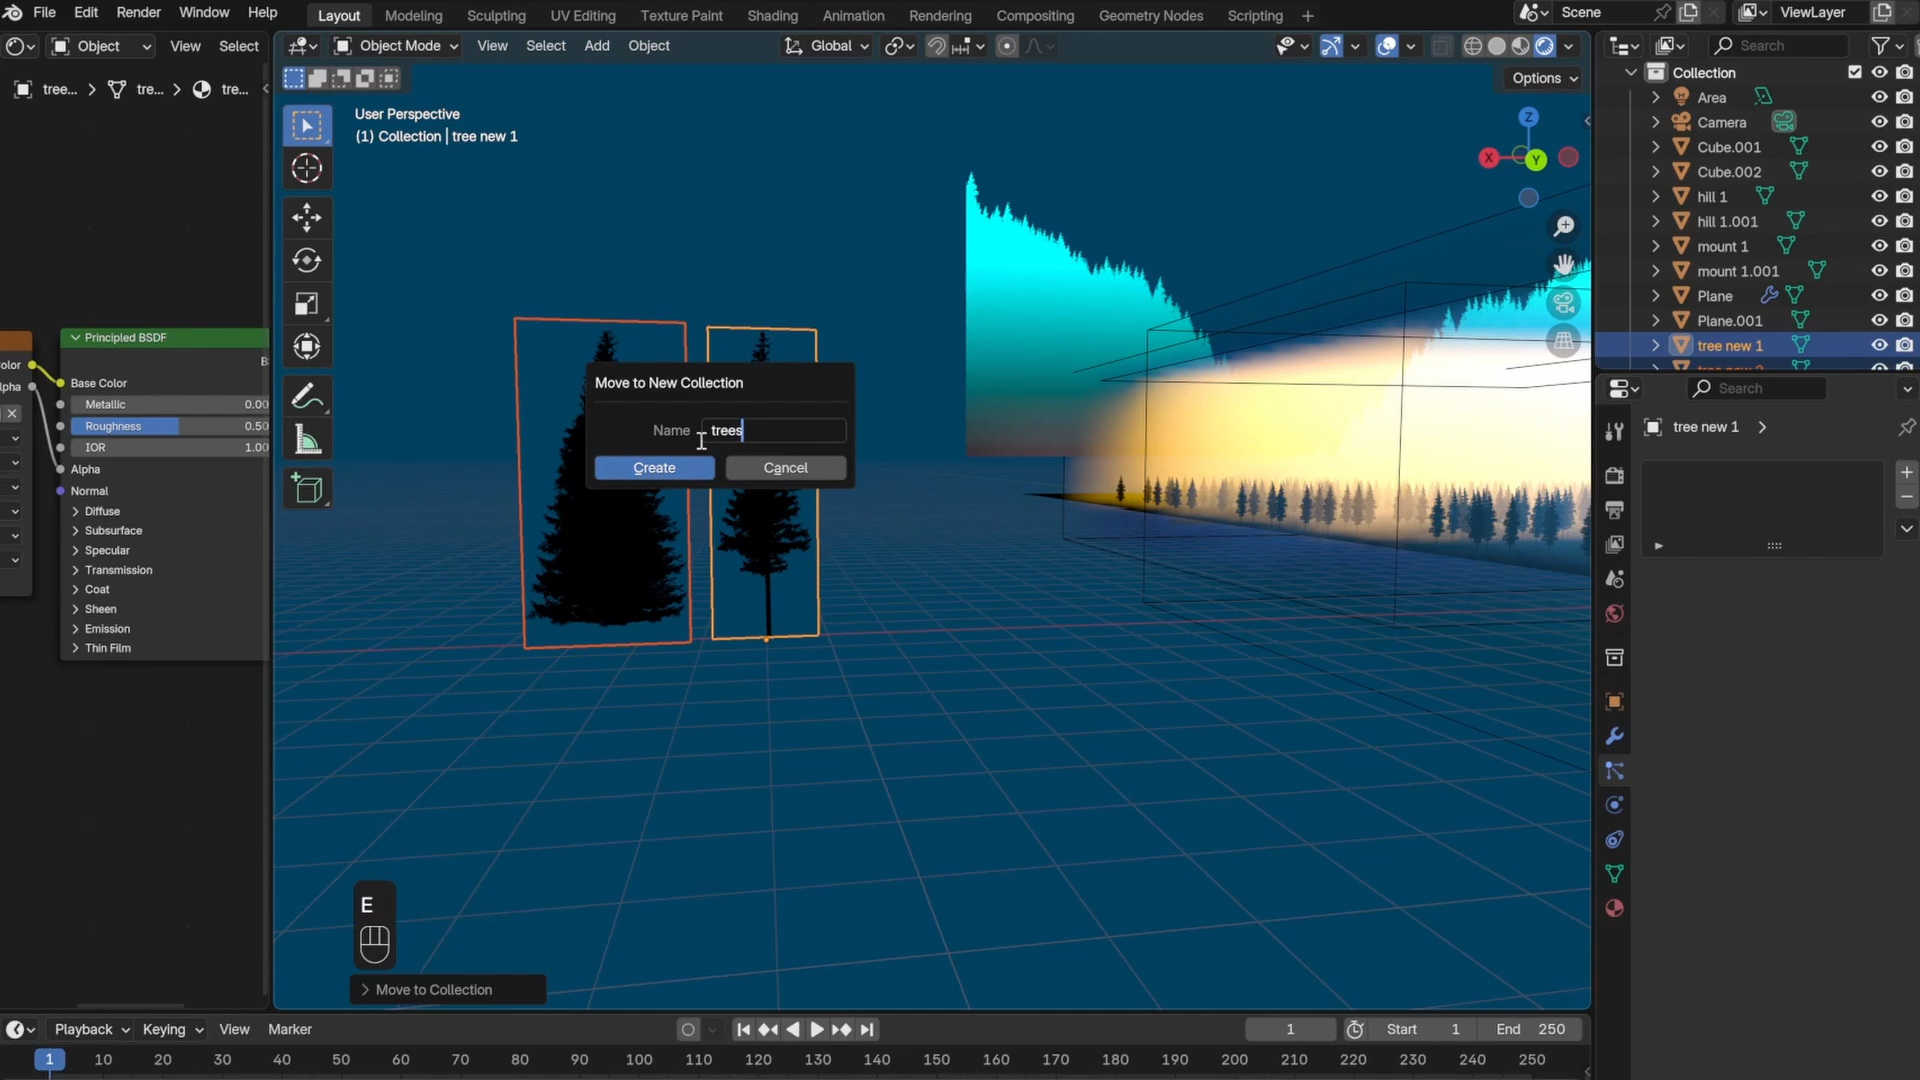 File Edit Render Window Help
Layout Modeling Sculpting UV Editing Texture Paint Shading Animation Rendering Compositing Geometry Nodes Scripting
Scene
ViewLayer
Object View Select
Object Mode View Select Add Object
Global
Search
Options
tree... tre... tre...
User Perspective
(1) Collection | tree new 1
Z
X
Y
Collection
Area
Camera
Cube.001
Cube.002
hill 1
hill 1.001
mount 1
mount 1.001
Plane
Plane.001
tree new 1
Search
tree new 1
Principled BSDF
Base Color
Metallic 0.00
Roughness 0.50
IOR 1.00
Alpha
Normal
Diffuse
Subsurface
Specular
Transmission
Coat
Sheen
Emission
Thin Film
Move to New Collection
Name trees
Create Cancel
E
Move to Collection
Playback Keying View Marker
1
Start 1
End 250
1 10 20 30 40 50 60 70 80 90 100 110 120 130 140 150 160 170 180 190 200 210 220 230 240 250